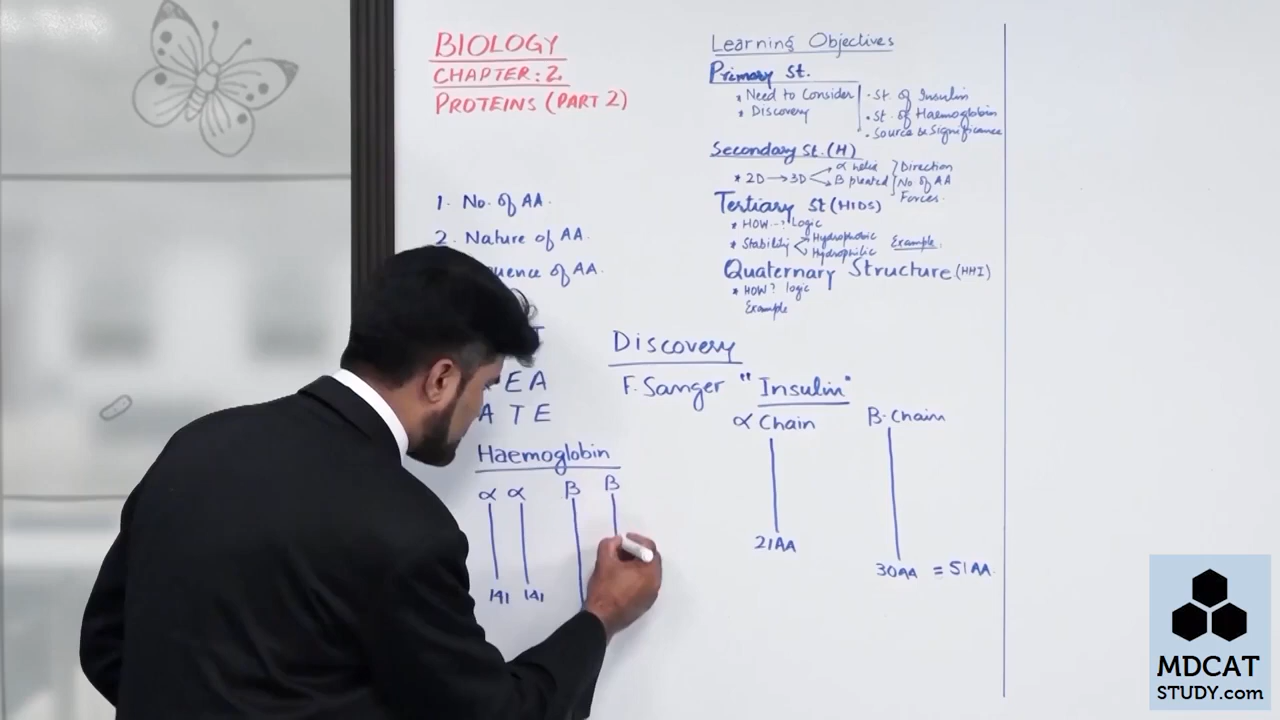 BIOLOGY
CHAPTER: 2.
PROTEINS (PART 2)
1. No. of AA.
2. Nature of AA.
uence of AA.
T
EA
ATE
Haemoglobin
α α β β
141 141
Learning Objectives
Primary St.
* Need to Consider
* Discovery
· St. of Insulin
· St. of Haemoglobin
· Source & Significance
Secondary St. (H)
* 2D → 3D
α helix
β pleated
Direction
No of AA
Forces.
Tertiary St (HIDS)
* HOW ? Logic
* Stability
Hydrophobic
Hydrophilic
Example.
Quaternary Structure (HHI)
* HOW? logic
Example
Discovery
F. Sanger "Insulin"
α Chain
β-Chain
21AA
30AA = 51AA.
MDCAT
STUDY.com